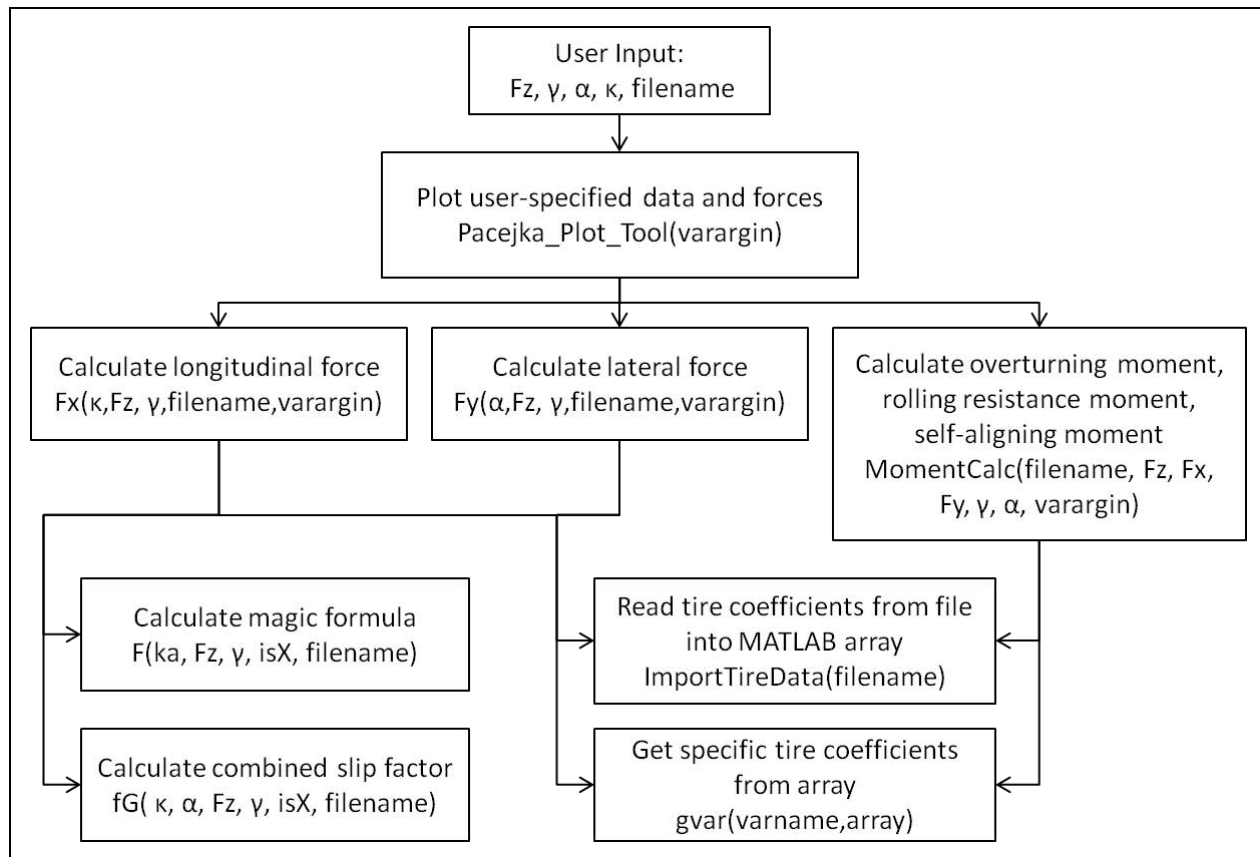 User Input:
Fz, γ, α, κ, filename
Plot user-specified data and forces
Pacejka_Plot_Tool(varargin)
Calculate longitudinal force
Fx(κ,Fz, γ,filename,varargin)
Calculate lateral force
Fy(α,Fz, γ,filename,varargin)
Calculate overturning moment,
rolling resistance moment,
self-aligning moment
MomentCalc(filename, Fz, Fx,
Fy, γ, α, varargin)
Calculate magic formula
F(ka, Fz, γ, isX, filename)
Read tire coefficients from file
into MATLAB array
ImportTireData(filename)
Calculate combined slip factor
fG( κ, α, Fz, γ, isX, filename)
Get specific tire coefficients
from array
gvar(varname,array)